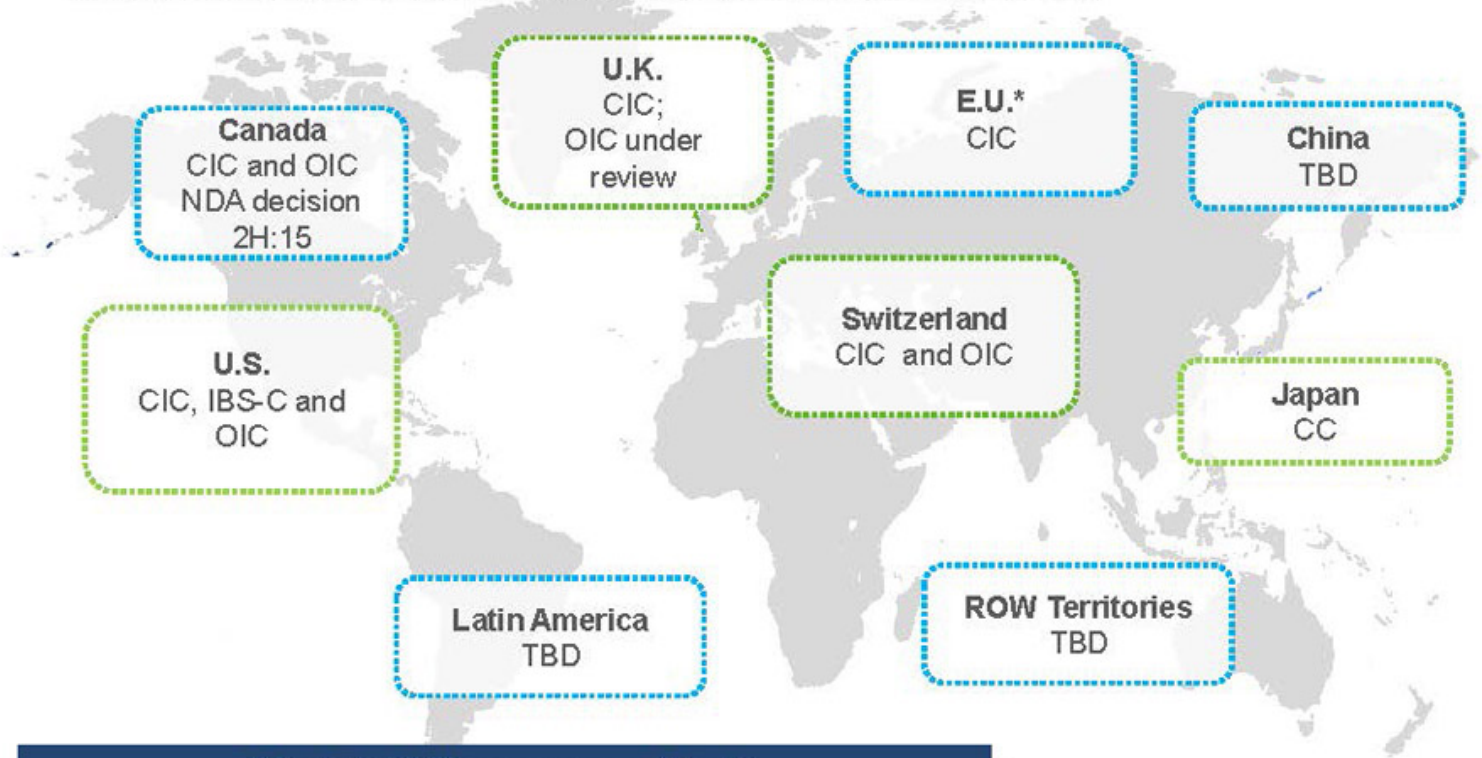 U.K.
CIC;
OIC under
review
E.U.*
CIC
Canada
CIC and OIC
NDA decision
2H:15
China
TBD
U.S.
CIC, IBS-C and
OIC
Switzerland
CIC and OIC
Japan
CC
Latin America
TBD
ROW Territories
TBD